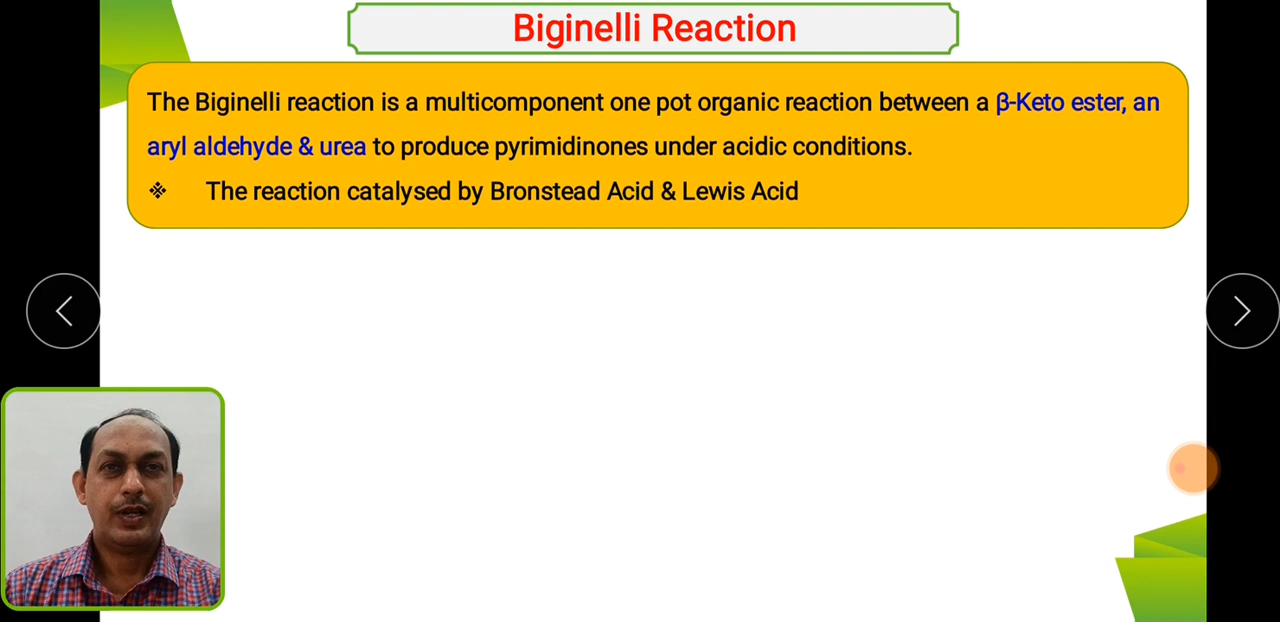 Biginelli Reaction
The Biginelli reaction is a multicomponent one pot organic reaction between a β-Keto ester, an
aryl aldehyde & urea to produce pyrimidinones under acidic conditions.
❖ The reaction catalysed by Bronstead Acid & Lewis Acid